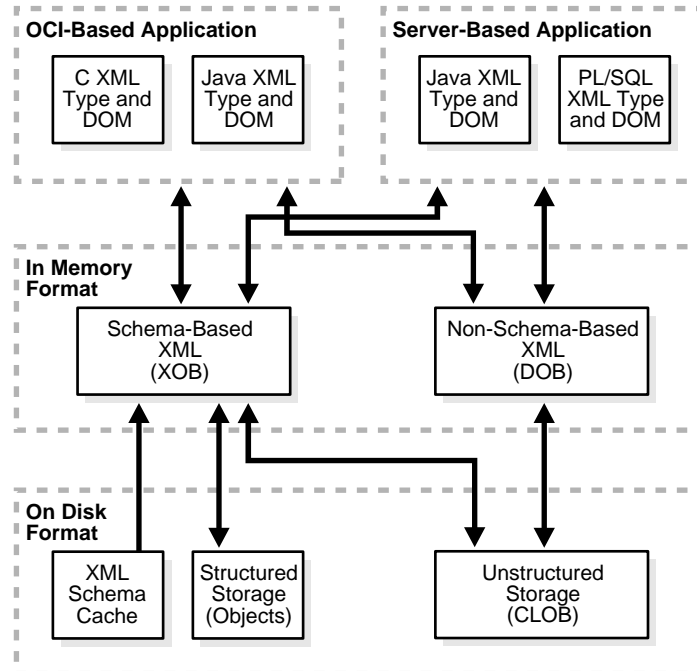 OCI-Based Application
Server-Based Application
C XML
Type and
DOM
Java XML
Type and
DOM
Java XML
Type and
DOM
PL/SQL
XML Type
and DOM
In Memory
Format
Schema-Based
XML
(XOB)
Non-Schema-Based
XML
(DOB)
On Disk
Format
XML
Schema
Cache
Structured
Storage
(Objects)
Unstructured
Storage
(CLOB)